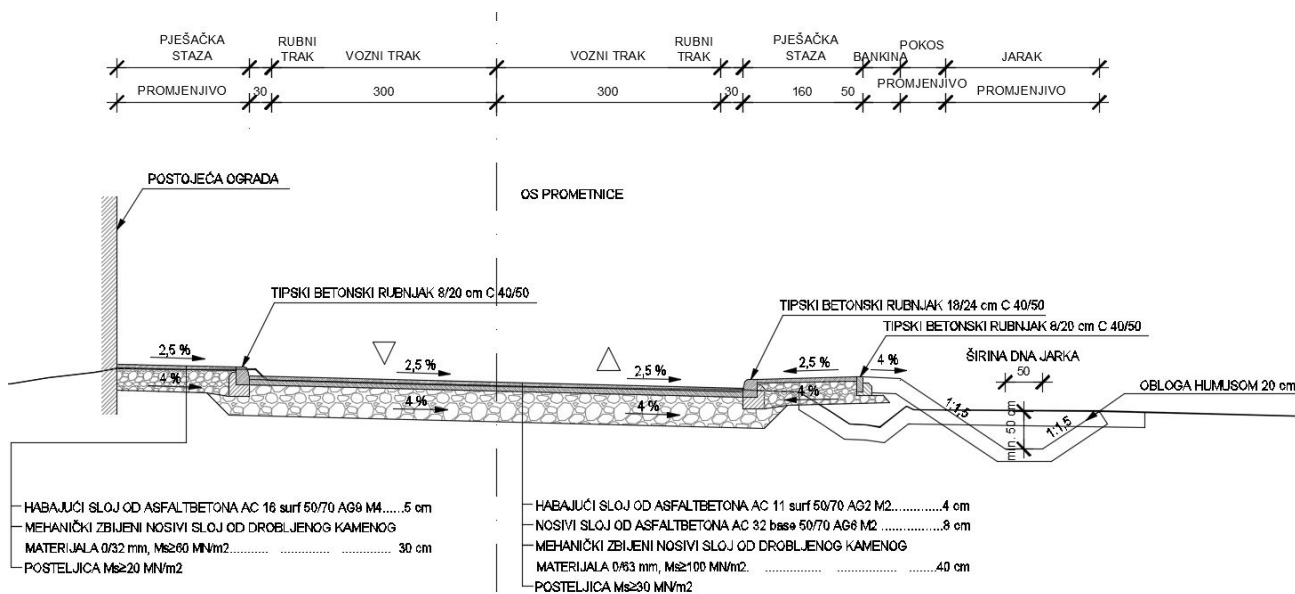 PJEŠAČKA STAZA
RUBNI TRAK
VOZNI TRAK
VOZNI TRAK
RUBNI TRAK
PJEŠAČKA STAZA
BANKINA
POKOS
JARAK
PROMJENJIVO
30
300
300
30
160
50
PROMJENJIVO
PROMJENJIVO
POSTOJEĆA OGRADA
OS PROMETNICE
TIPSKI BETONSKI RUBNJAK 8/20 cm C 40/50
TIPSKI BETONSKI RUBNJAK 18/24 cm C 40/50
TIPSKI BETONSKI RUBNJAK 8/20 cm C 40/50
2,5 %
4 %
2,5 %
4 %
2,5 %
4 %
2,5 %
4 %
4 %
ŠIRINA DNA JARKA
50
OBLOGA HUMUSOM 20 cm
1:1,5
min. 50 cm
1:1,5
HABAJUĆI SLOJ OD ASFALTBETONA AC 16 surf 50/70 AG9 M4......5 cm
MEHANIČKI ZBIJENI NOSIVI SLOJ OD DROBLJENOG KAMENOG
MATERIJALA 0/32 mm, Ms≥60 MN/m2.......... ............ ............ 30 cm
POSTELJICA Ms≥20 MN/m2
HABAJUĆI SLOJ OD ASFALTBETONA AC 11 surf 50/70 AG2 M2............4 cm
NOSIVI SLOJ OD ASFALTBETONA AC 32 base 50/70 AG6 M2 ...............8 cm
MEHANIČKI ZBIJENI NOSIVI SLOJ OD DROBLJENOG KAMENOG
MATERIJALA 0/63 mm, Ms≥100 MN/m2. ................ ................ .......40 cm
POSTELJICA Ms≥30 MN/m2